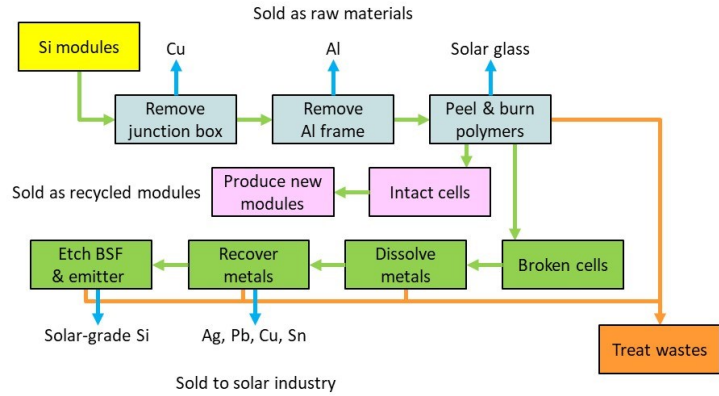 Sold as raw materials
Si modules
Cu
Al
Solar glass
Remove
junction box
Remove
Al frame
Peel & burn
polymers
Sold as recycled modules
Produce new
modules
Intact cells
Etch BSF
& emitter
Recover
metals
Dissolve
metals
Broken cells
Solar-grade Si
Ag, Pb, Cu, Sn
Treat wastes
Sold to solar industry